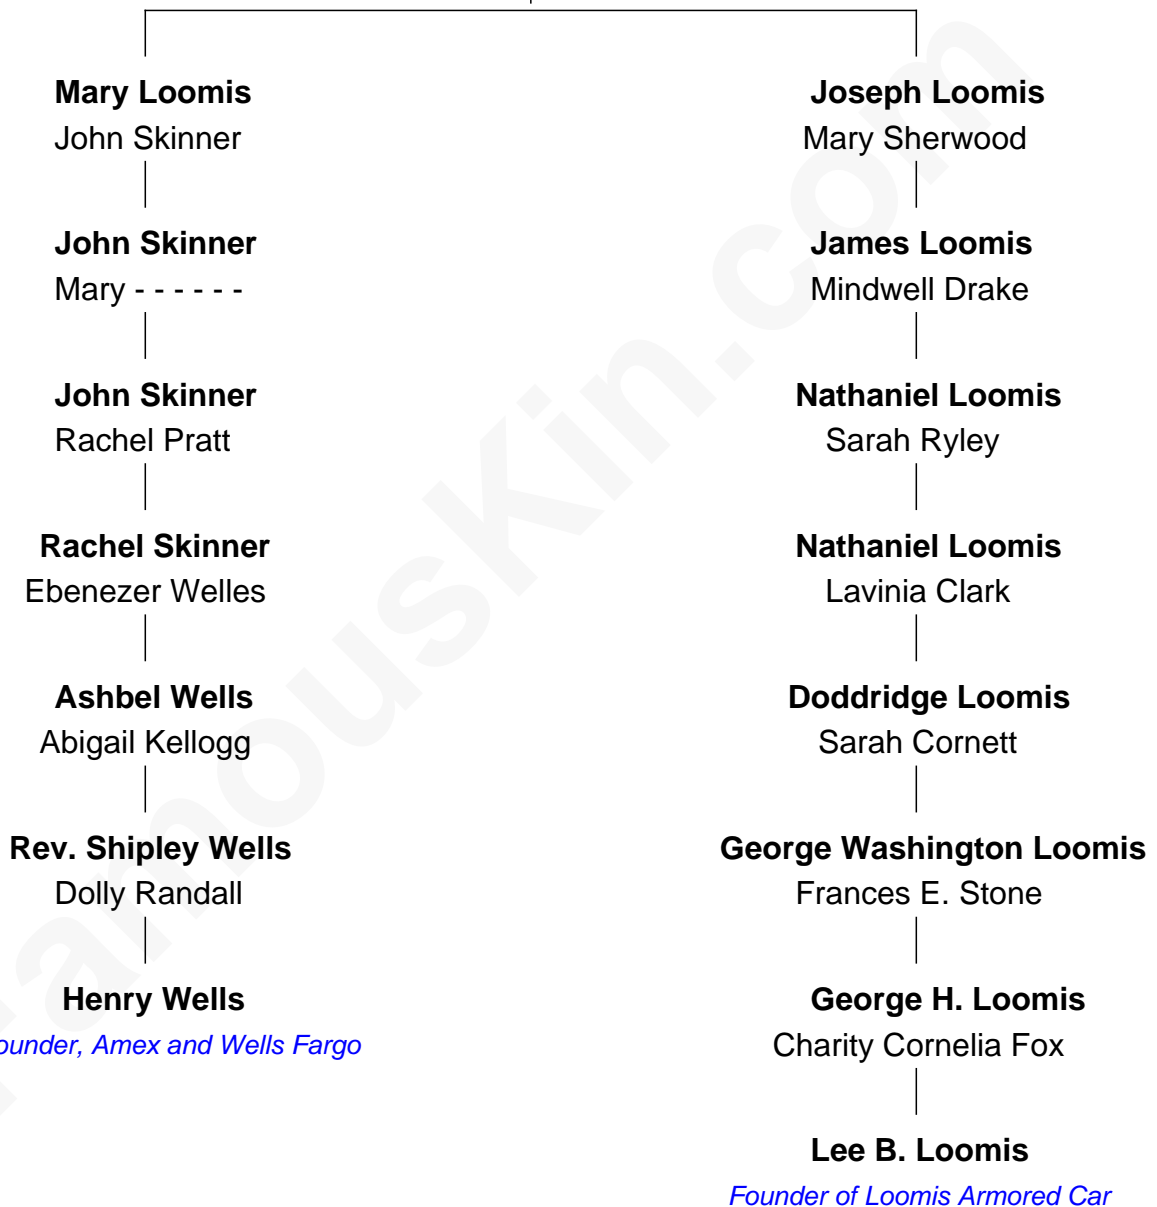 Mary Loomis
John Skinner
John Skinner
Mary - - - - - -
John Skinner
Rachel Pratt
Rachel Skinner
Ebenezer Welles
Ashbel Wells
Abigail Kellogg
Rev. Shipley Wells
Dolly Randall
Henry Wells
ounder, Amex and Wells Fargo
Joseph Loomis
Mary Sherwood
James Loomis
Mindwell Drake
Nathaniel Loomis
Sarah Ryley
Nathaniel Loomis
Lavinia Clark
Doddridge Loomis
Sarah Cornett
George Washington Loomis
Frances E. Stone
George H. Loomis
Charity Cornelia Fox
Lee B. Loomis
Founder of Loomis Armored Car
FamousKin.com